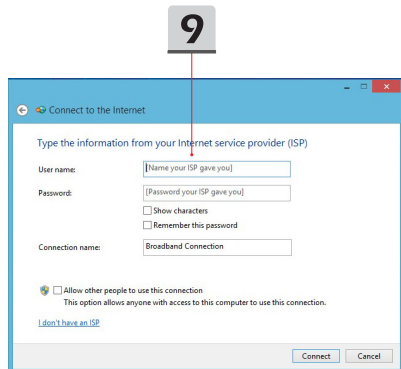 9
Connect to the Internet
Type the information from your Internet service provider (ISP)
User name:
[Name your ISP gave you]
Password:
[Password your ISP gave you]
Show characters
Remember this password
Connection name:
Broadband Connection
Allow other people to use this connection
This option allows anyone with access to this computer to use this connection.
I don't have an ISP
Connect
Cancel